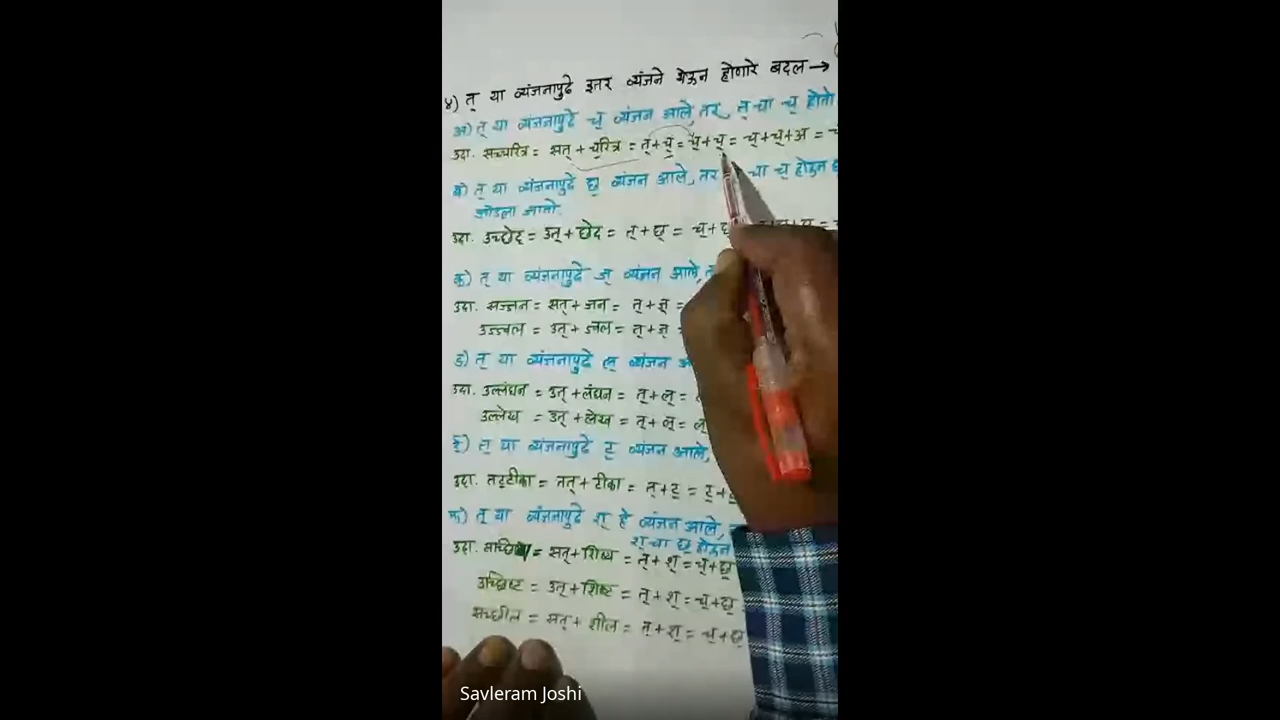 ४) त् या व्यंजनापुढे इतर व्यंजने येऊन होणारे बदल →
अ) त् या व्यंजनापुढे च् व्यंजन आले, तर त् चा च् होतो
उदा. सच्चरित्र = सत् + चरित्र = त् + च् = च् + च् = च् + च् + अ =
ब) त् या व्यंजनापुढे छ् व्यंजन आले, तर चा च् होऊन
जोडला जातो.
उदा. उच्छेद = उत् + छेद = त् + छ् = च् +
क) त् या व्यंजनापुढे ज् व्यंजन आले,
उदा. सज्जन = सत् + जन = त् + ज् =
उज्ज्वल = उत् + ज्वल = त् + ज् =
ड) त् या व्यंजनापुढे ल् व्यंजन
उदा. उल्लंघन = उत् + लंघन = त् + ल् =
उल्लेख = उत् + लेख = त् + ल् = ल्
इ) त् या व्यंजनापुढे ट् व्यंजन आले,
उदा. तट्टीका = तत् + टीका = त् + ट् = ट् +
फ) त् या व्यंजनापुढे श् हे व्यंजन आले,
श् चा छ् होऊन
उदा. = सत् + शिष्य = त् + श् = च् + छ्
उच्छिष्ट = उत् + शिष्ट = त् + श् = च् + छ्
सच्छील = सत् + शील = त् + श् = च् + छ्
Savleram Joshi